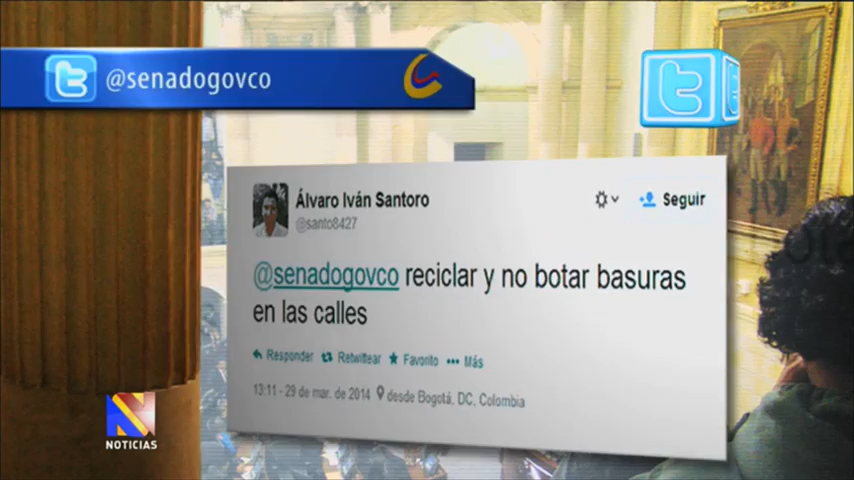 @senadogovco
Álvaro Iván Santoro
@santo8427
Seguir
@senadogovco reciclar y no botar basuras
en las calles
Responder Retwittear Favorito Más
13:11 - 29 de mar. de 2014 desde Bogotá, DC, Colombia
NOTICIAS